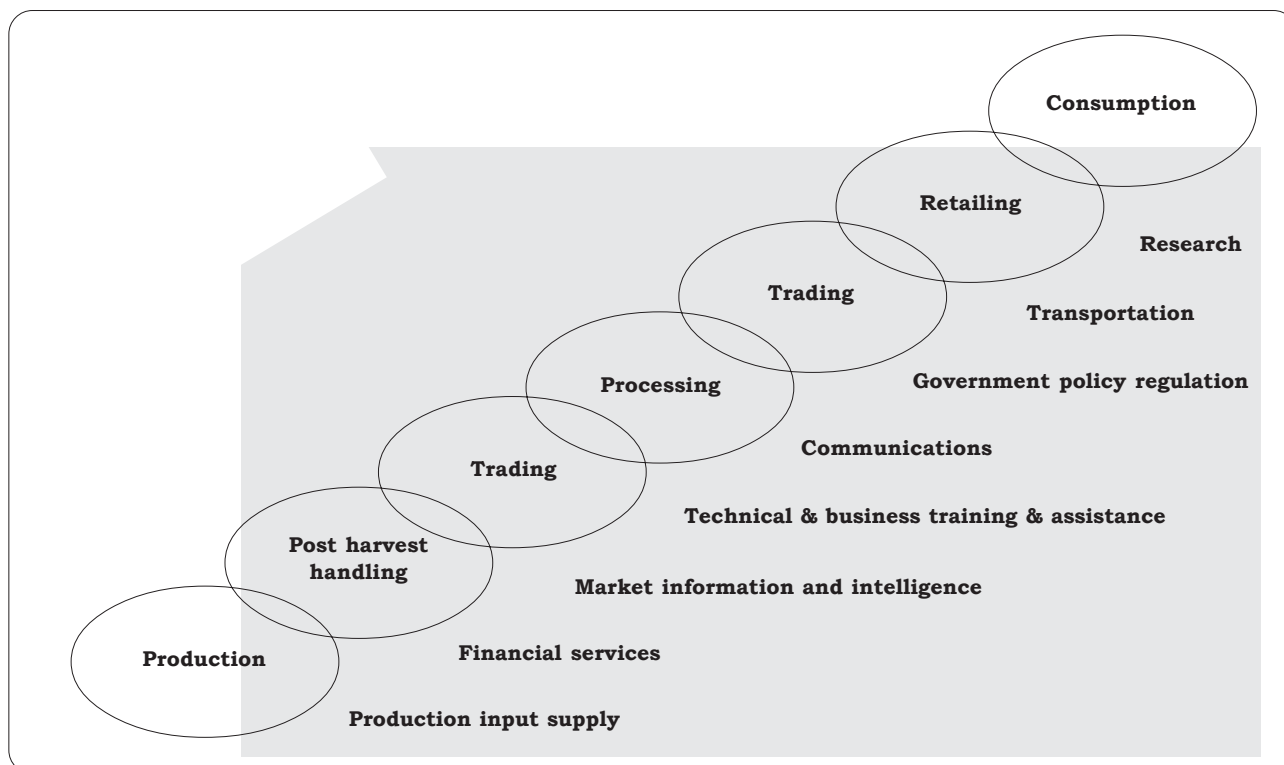 Consumption
Retailing
Research
Trading
Transportation
Processing
Government policy regulation
Communications
Trading
Technical & business training & assistance
Post harvest
handling
Market information and intelligence
Production
Financial services
Production input supply